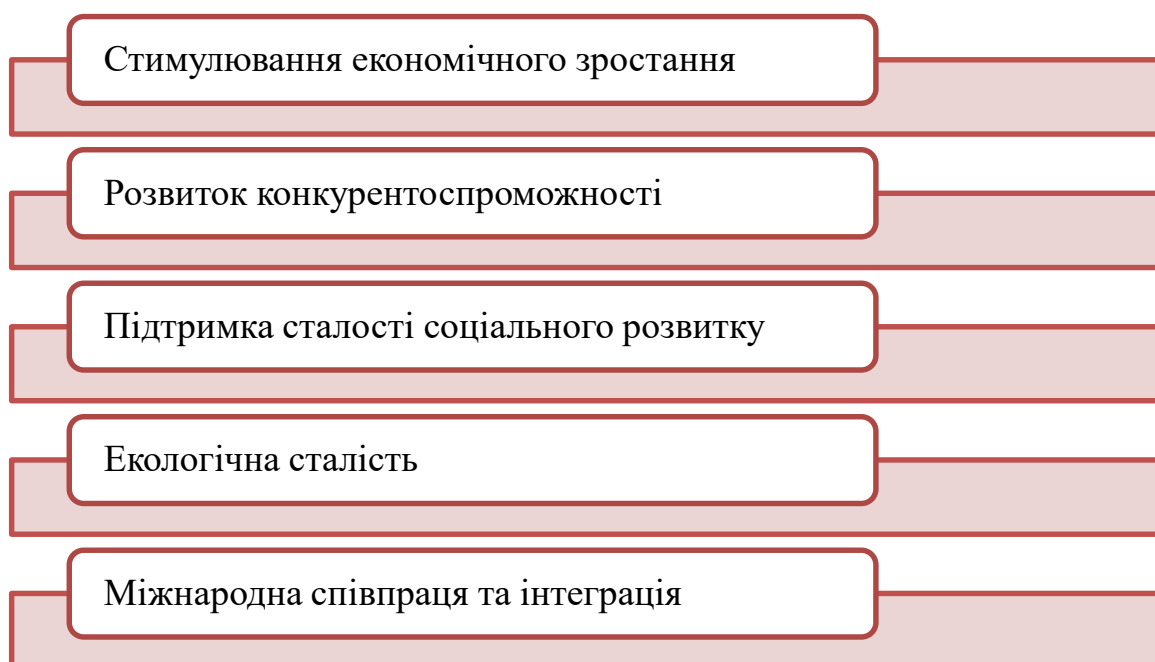 Стимулювання економічного зростання
Розвиток конкурентоспроможності
Підтримка сталості соціального розвитку
Екологічна сталість
Міжнародна співпраця та інтеграція